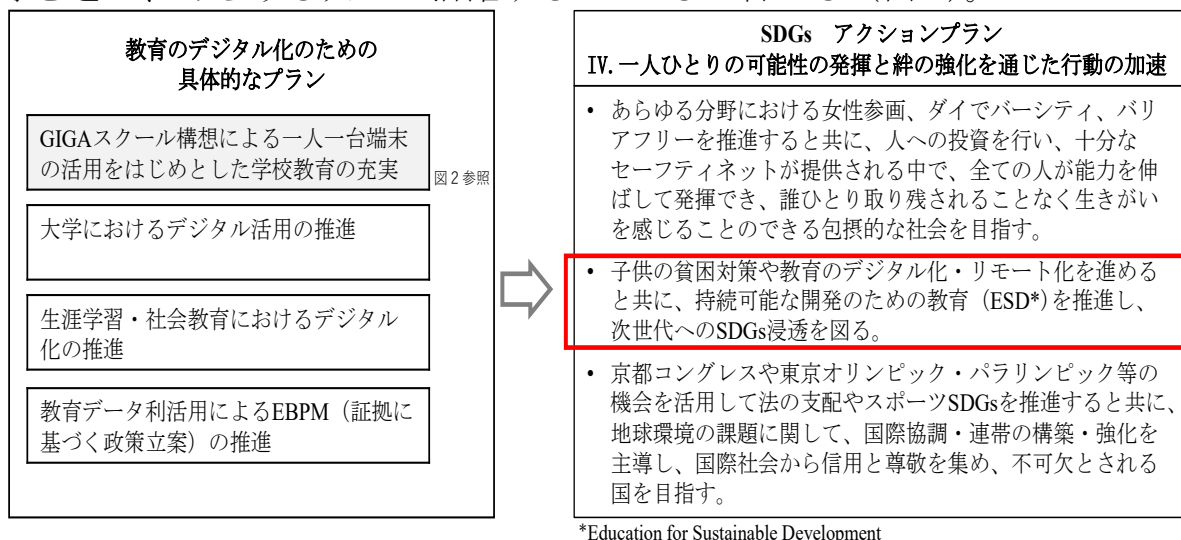 教育のデジタル化のための
具体的なプラン
GIGAスクール構想による一人一台端末
の活用をはじめとした学校教育の充実
図2参照
大学におけるデジタル活用の推進
生涯学習・社会教育におけるデジタル
化の推進
教育データ利活用によるEBPM（証拠に
基づく政策立案）の推進
SDGs アクションプラン
IV.一人ひとりの可能性の発揮と絆の強化を通じた行動の加速
• あらゆる分野における女性参画、ダイでバーシティ、バリ
アフリーを推進すると共に、人への投資を行い、十分な
セーフティネットが提供される中で、全ての人が能力を伸
ばして発揮でき、誰ひとり取り残されることなく生きがい
を感じることのできる包摂的な社会を目指す。
• 子供の貧困対策や教育のデジタル化・リモート化を進める
と共に、持続可能な開発のための教育（ESD*）を推進し、
次世代へのSDGs浸透を図る。
• 京都コングレスや東京オリンピック・パラリンピック等の
機会を活用して法の支配やスポーツSDGsを推進すると共に、
地球環境の課題に関して、国際協調・連帯の構築・強化を
主導し、国際社会から信用と尊敬を集め、不可欠とされる
国を目指す。
*Education for Sustainable Development